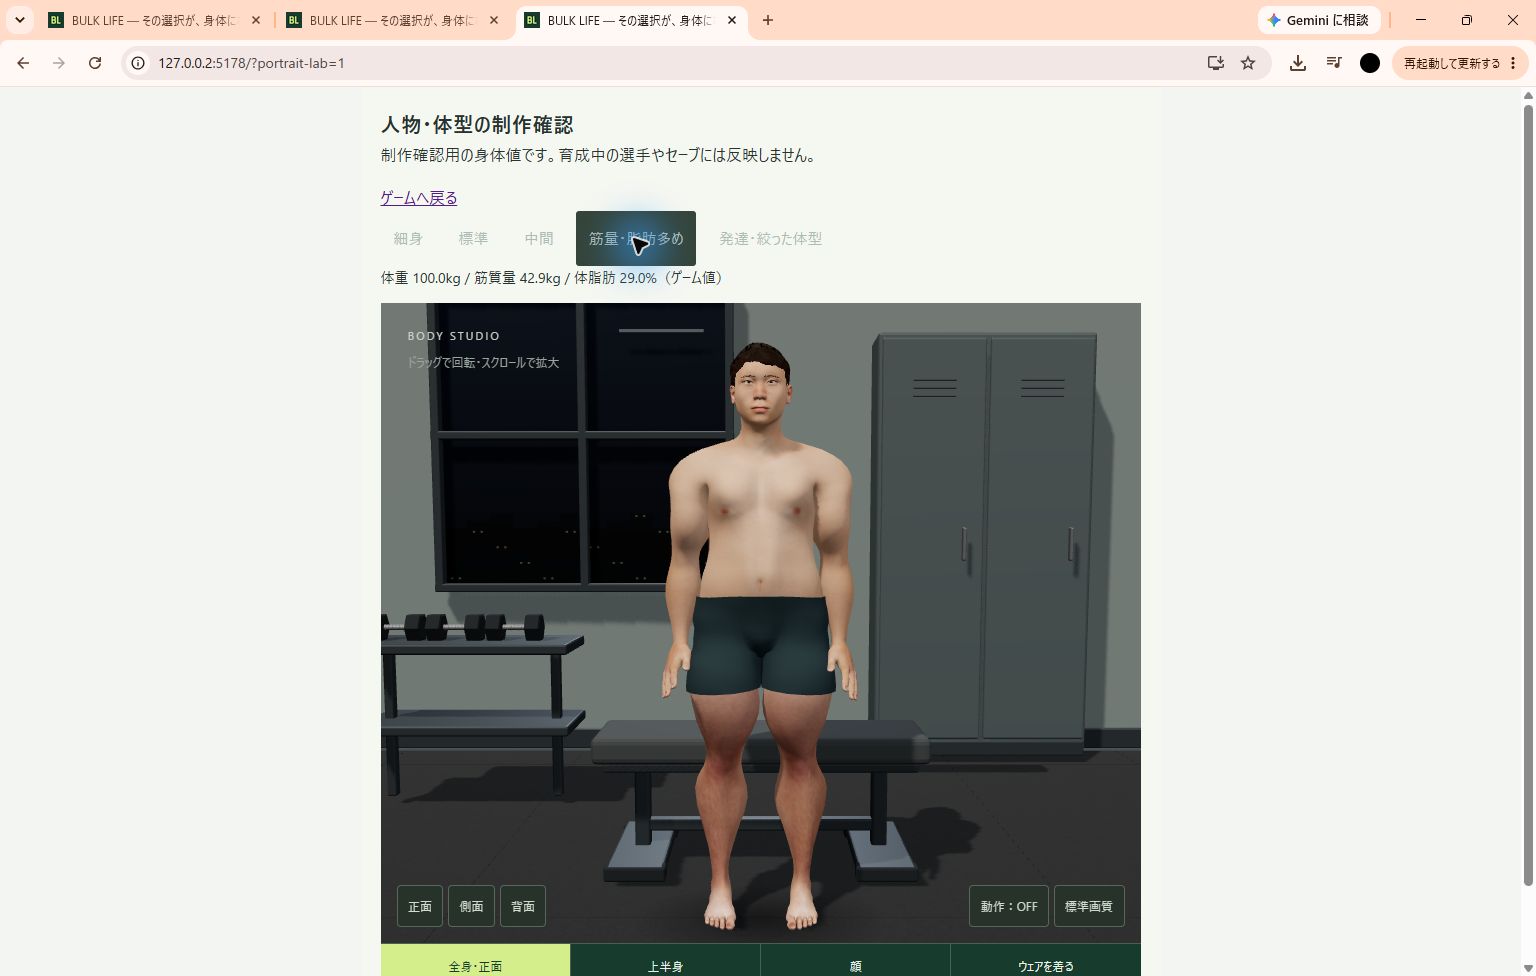 BL BULK LIFE — その選択が、身体に
BL BULK LIFE — その選択が、身体に
BL BULK LIFE — その選択が、身体に
Gemini に相談
127.0.0.2:5178/?portrait-lab=1
再起動して更新する
人物・体型の制作確認
制作確認用の身体値です。育成中の選手やセーブには反映しません。
ゲームへ戻る
細身 標準 中間 筋量・脂肪多め 発達・絞った体型
体重 100.0kg / 筋質量 42.9kg / 体脂肪 29.0%（ゲーム値）
BODY STUDIO
ドラッグで回転・スクロールで拡大
正面 側面 背面 動作：OFF 標準画質
全身・正面 上半身 顔 ウェアを着る